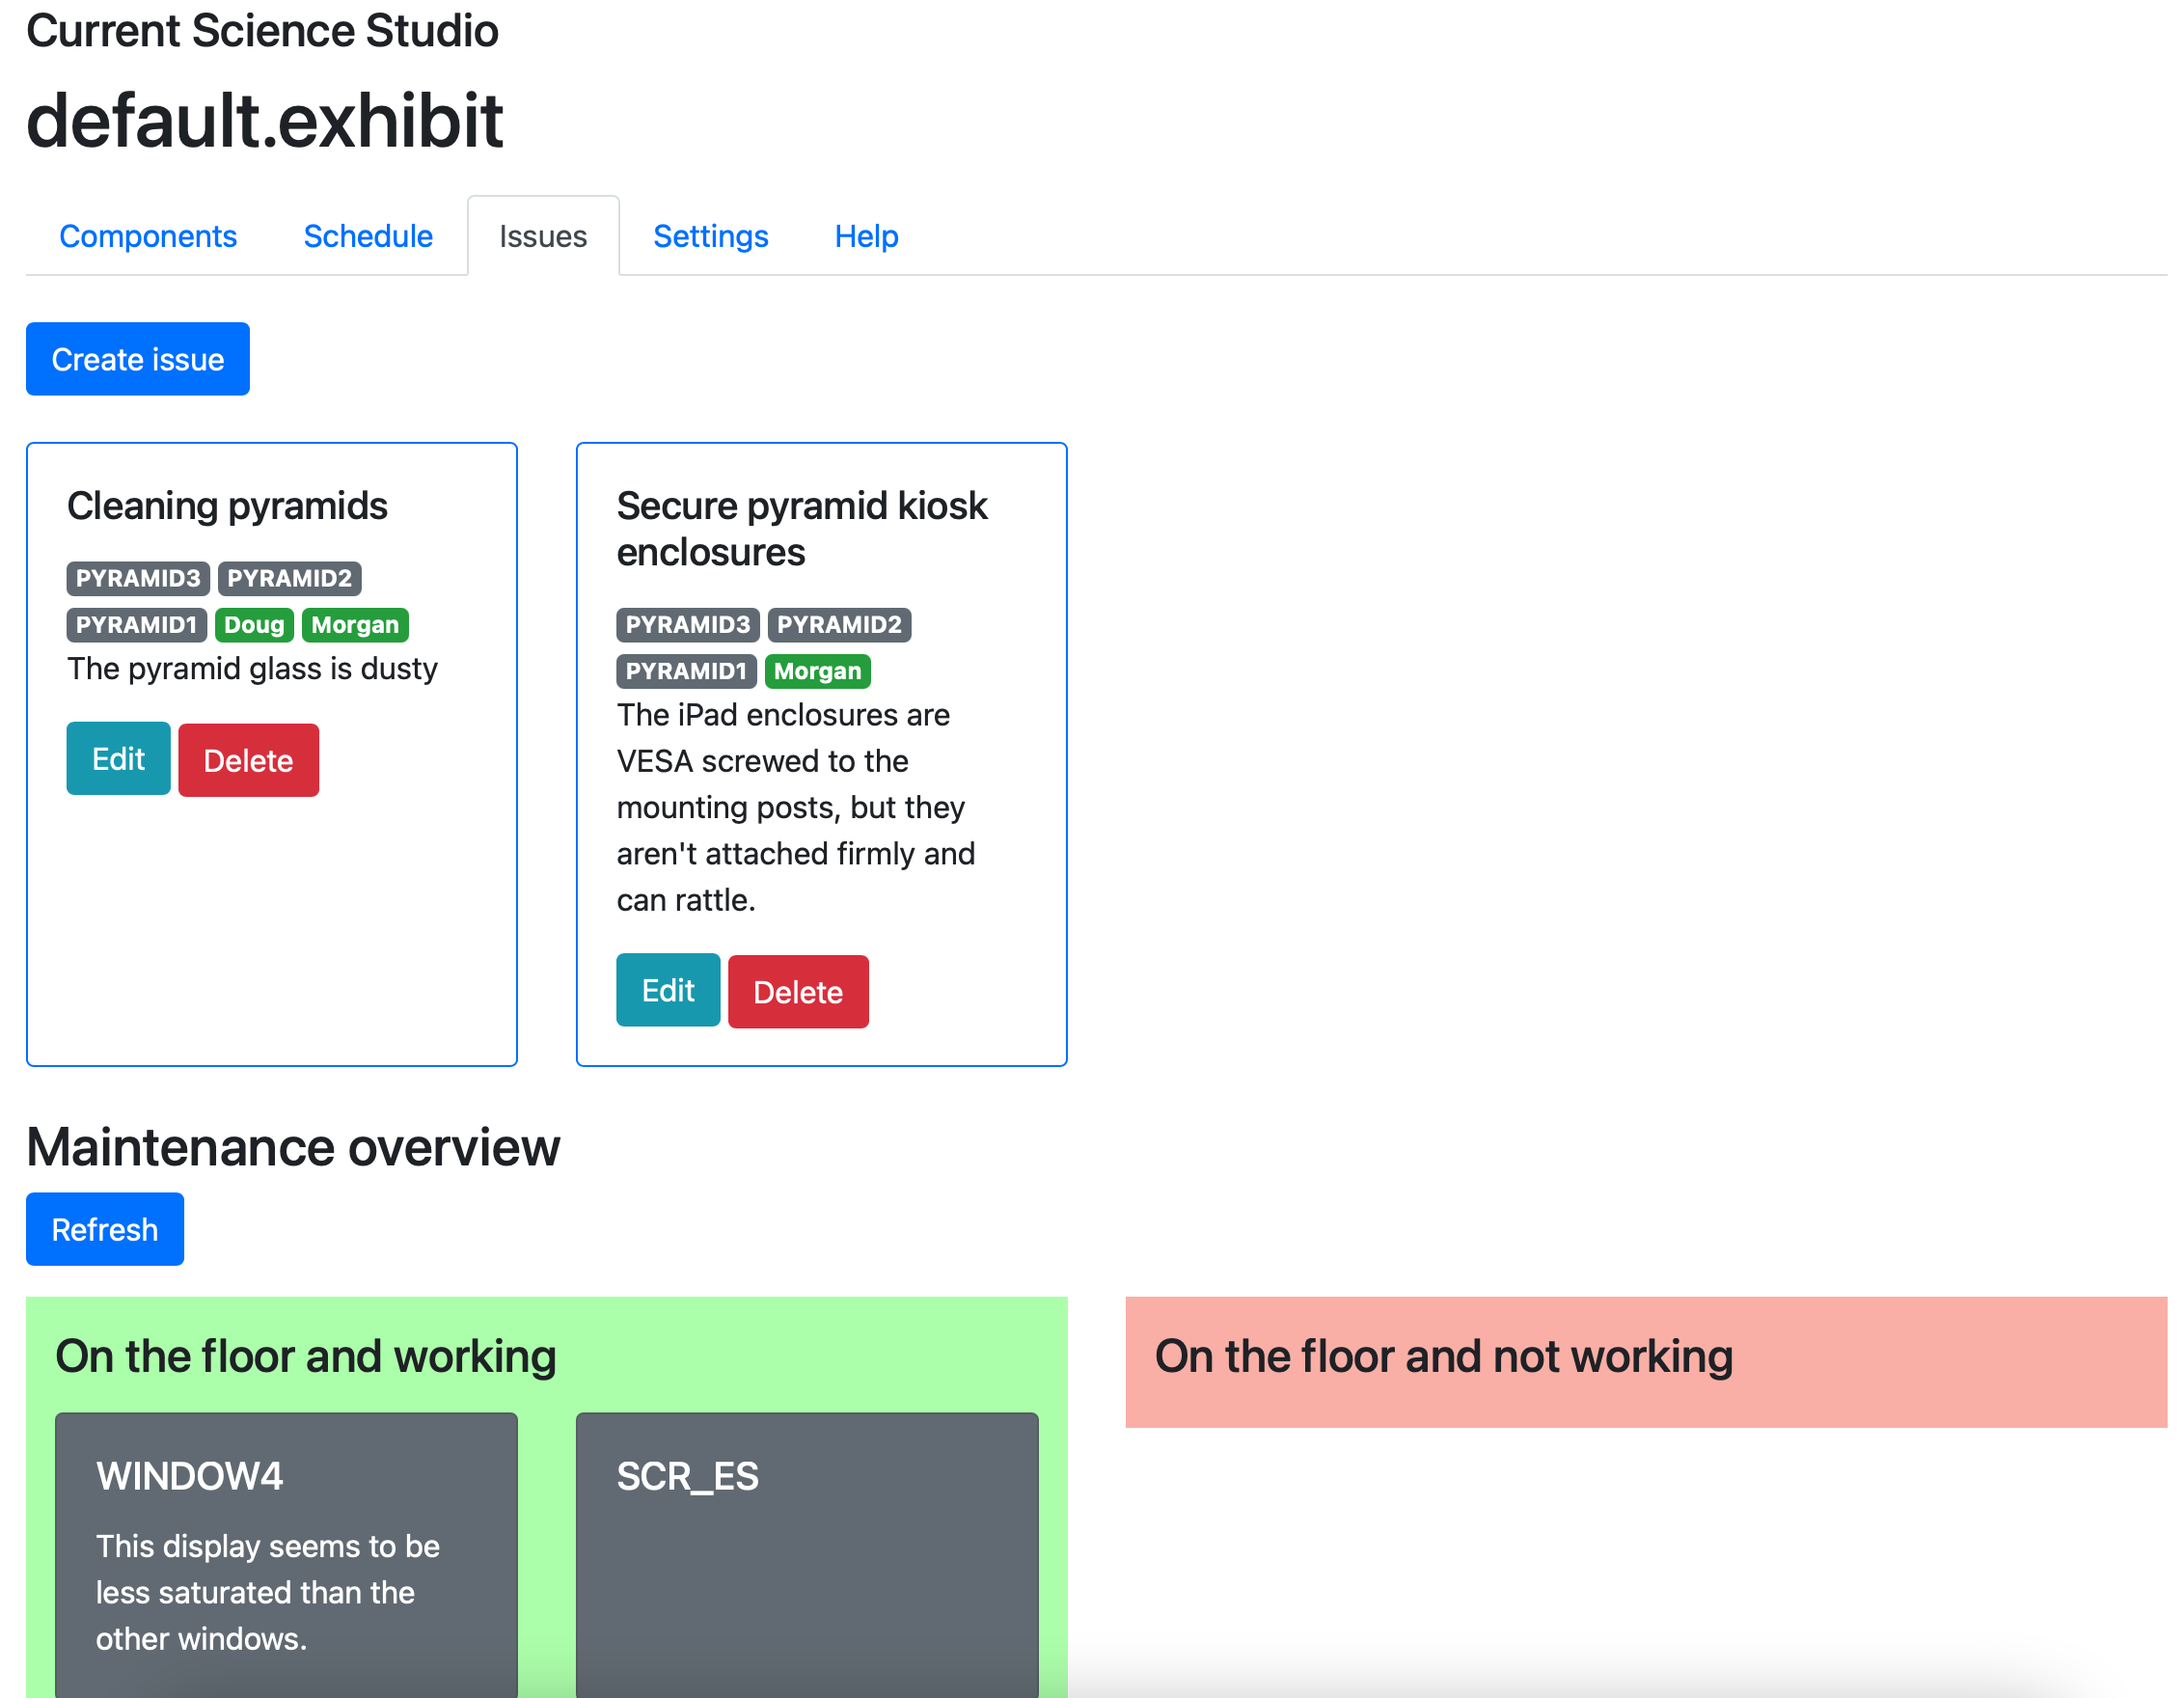 Current Science Studio
default.exhibit
Components Schedule Issues Settings Help
Create issue
Cleaning pyramids
PYRAMID3 PYRAMID2
PYRAMID1 Doug Morgan
The pyramid glass is dusty
Edit Delete
Secure pyramid kiosk
enclosures
PYRAMID3 PYRAMID2
PYRAMID1 Morgan
The iPad enclosures are
VESA screwed to the
mounting posts, but they
aren't attached firmly and
can rattle.
Edit Delete
Maintenance overview
Refresh
On the floor and working
WINDOW4
This display seems to be
less saturated than the
other windows.
SCR_ES
On the floor and not working